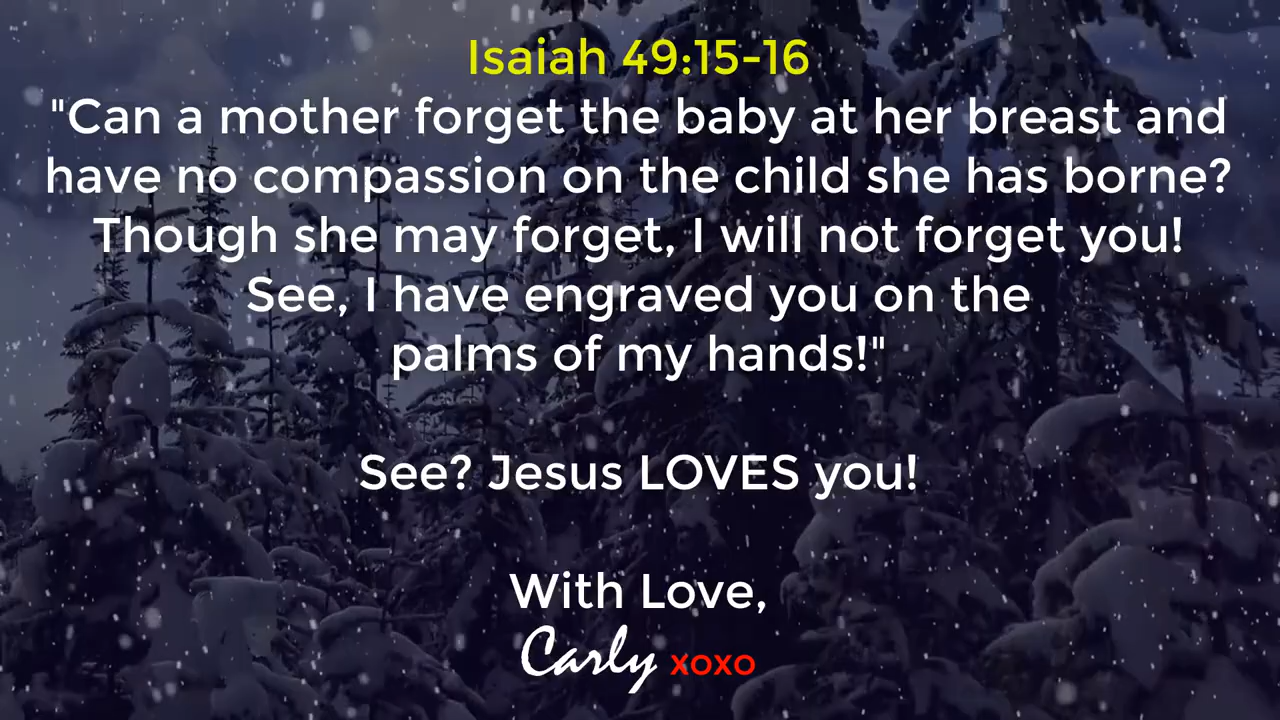 Isaiah 49:15-16
"Can a mother forget the baby at her breast and
have no compassion on the child she has borne?
Though she may forget, I will not forget you!
See, I have engraved you on the
palms of my hands!"
See? Jesus LOVES you!
With Love,
Carly xoxo